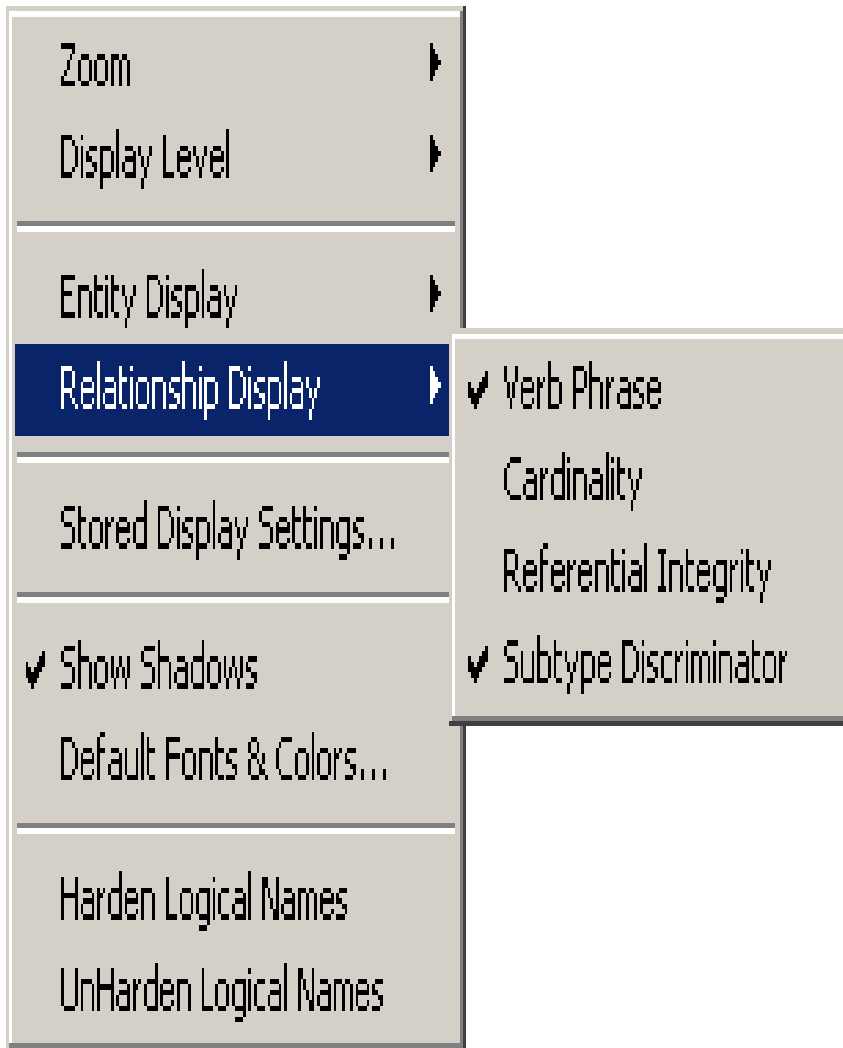 Zoom
Display Level
Entity Display
Relationship Display
Verb Phrase
Cardinality
Referential Integrity
Subtype Discriminator
Stored Display Settings...
Show Shadows
Default Fonts & Colors...
Harden Logical Names
UnHarden Logical Names